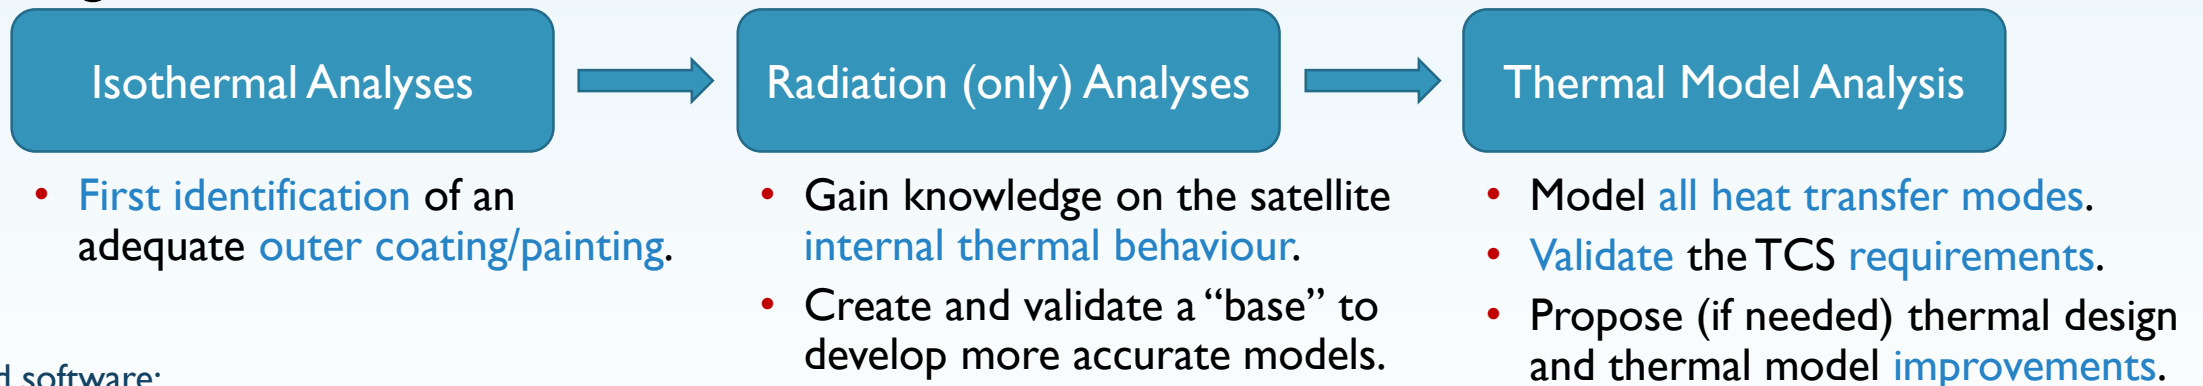 Isothermal Analyses
Radiation (only) Analyses
Thermal Model Analysis
• First identification of an
adequate outer coating/painting.
• Gain knowledge on the satellite
internal thermal behaviour.
• Create and validate a “base” to
develop more accurate models.
• Model all heat transfer modes.
• Validate the TCS requirements.
• Propose (if needed) thermal design
and thermal model improvements.
software: